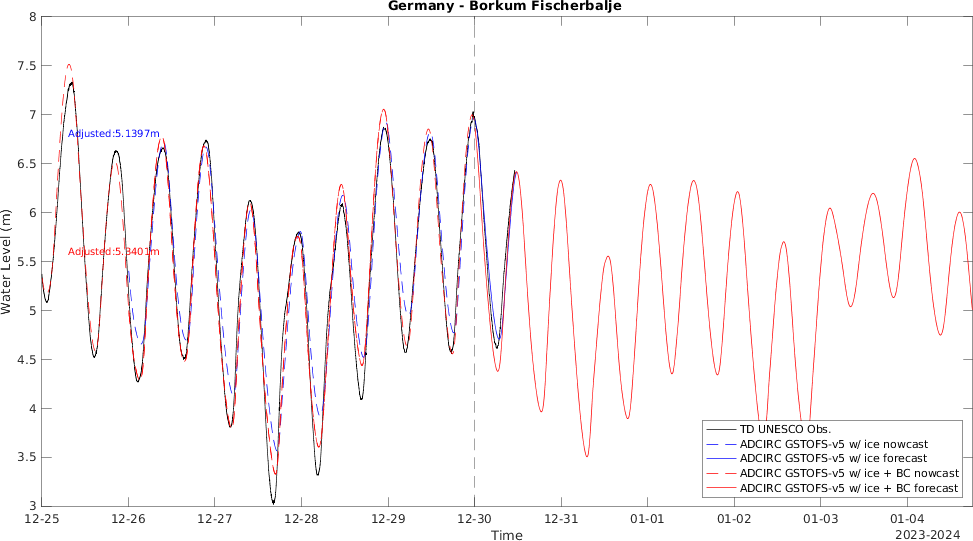 Germany - Borkum Fischerbalje
8
7.5
7
6.5
6
5.5
5
4.5
4
3.5
3
Water Level (m)
Adjusted:5.1397m
Adjusted:5.3401m
TD UNESCO Obs.
ADCIRC GSTOFS-v5 w/ ice nowcast
ADCIRC GSTOFS-v5 w/ ice forecast
ADCIRC GSTOFS-v5 w/ ice + BC nowcast
ADCIRC GSTOFS-v5 w/ ice + BC forecast
12-25 12-26 12-27 12-28 12-29 12-30 12-31 01-01 01-02 01-03 01-04
Time
2023-2024